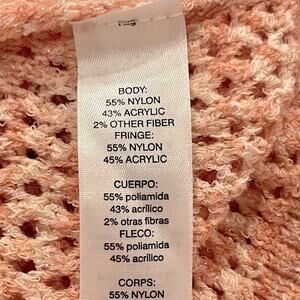 BODY:
55% NYLON
43% ACRYLIC
2% OTHER FIBER
FRINGE:
55% NYLON
45% ACRYLIC
CUERPO:
55% poliamida
43% acrílico
2% otras fibras
FLECO:
55% poliamida
45% acrílico
CORPS:
55% NYLON